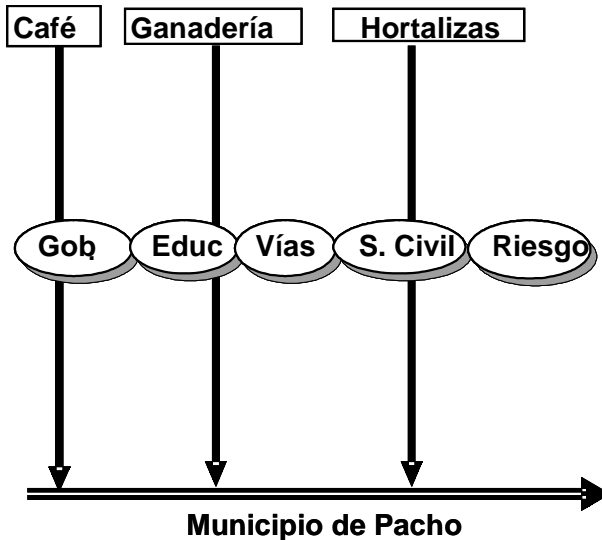 Café Ganadería Hortalizas
Gob. Educ Vías S. Civil Riesgo
Municipio de Pacho